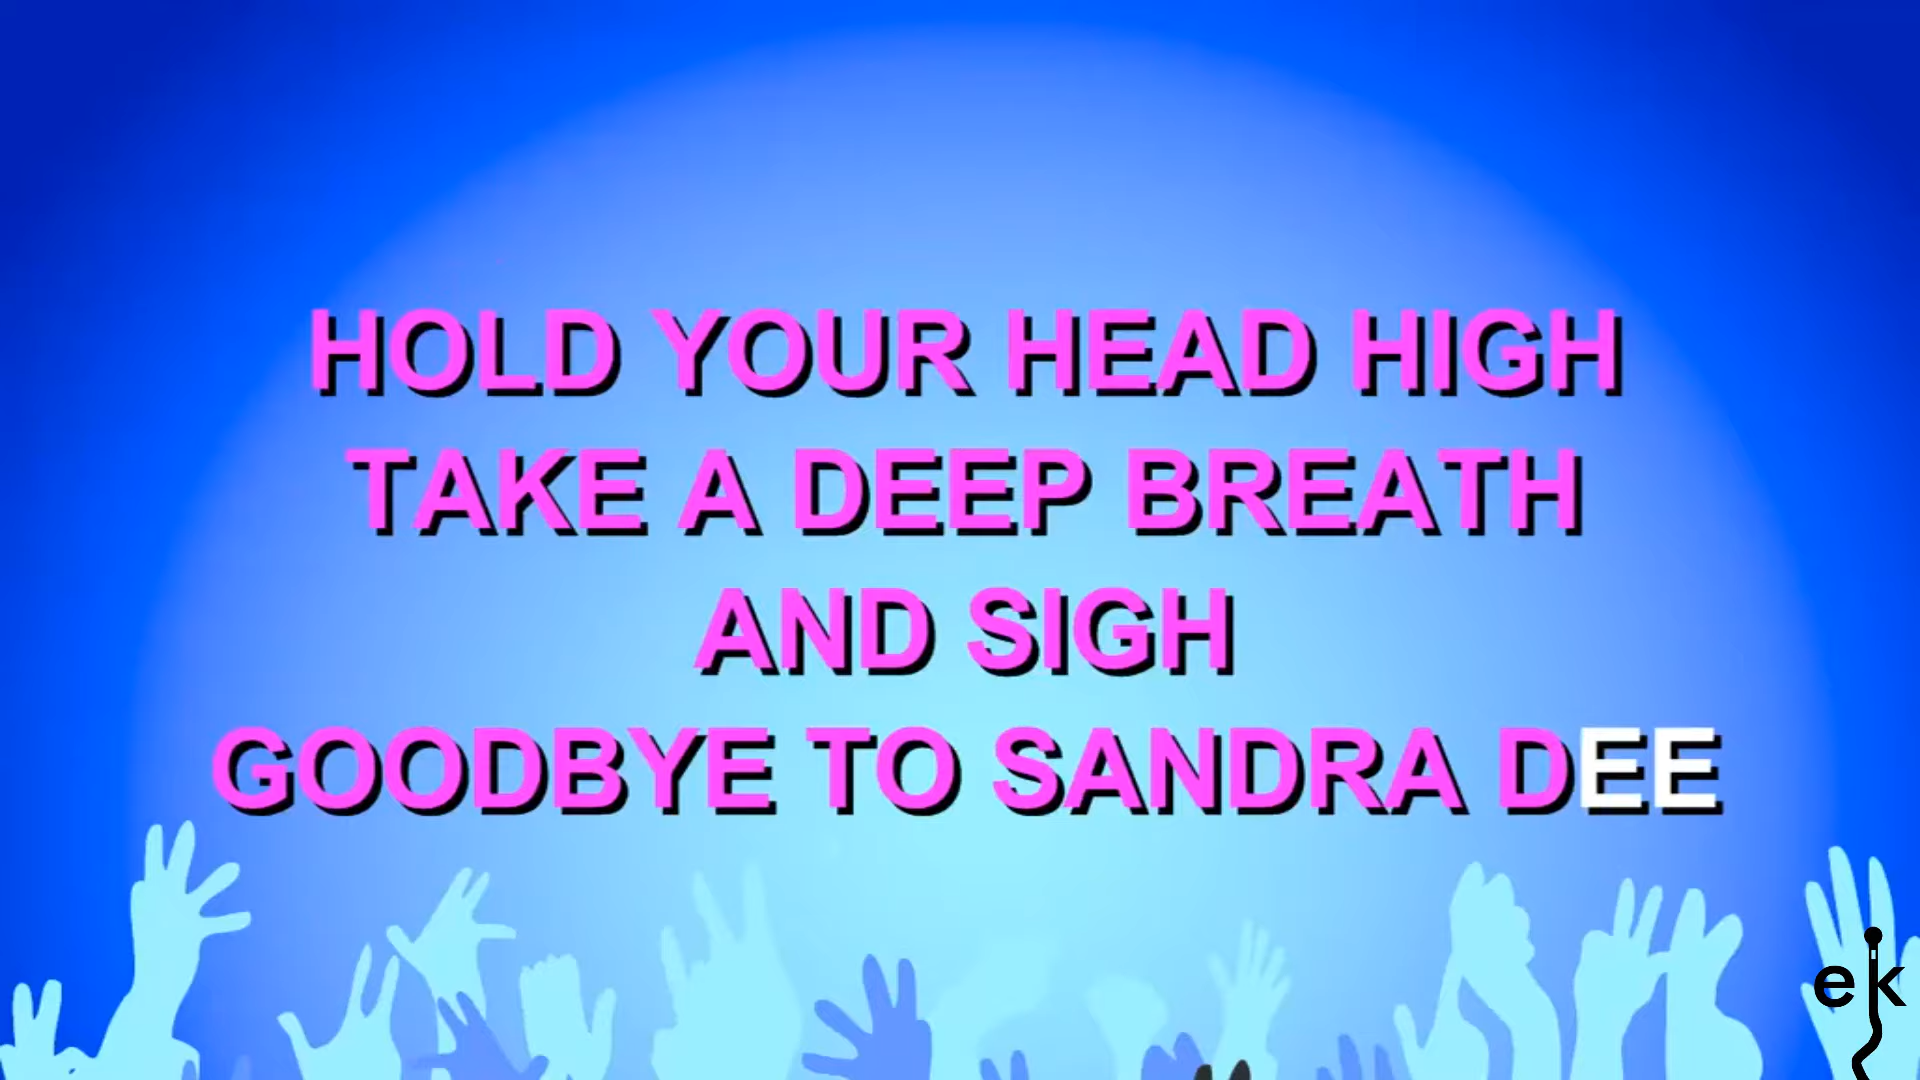 HOLD YOUR HEAD HIGH
TAKE A DEEP BREATH
AND SIGH
GOODBYE TO SANDRA DEE
ek